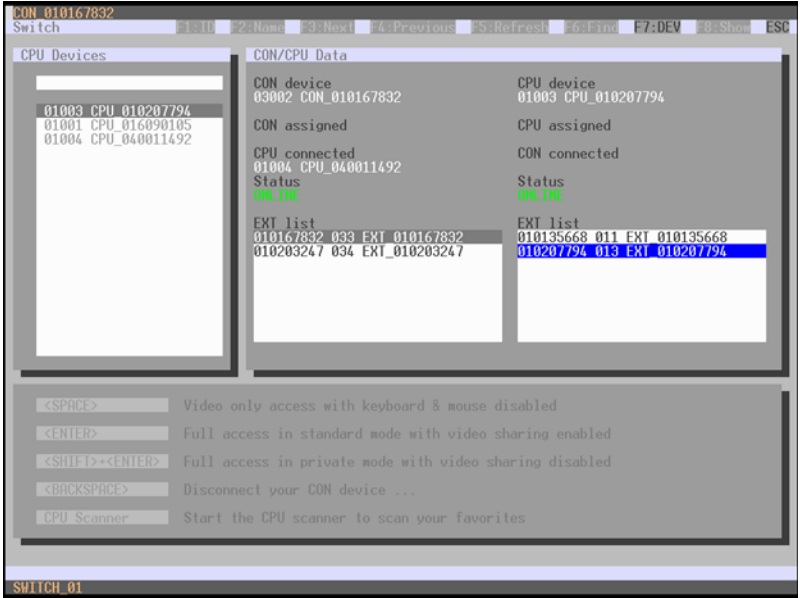 CON_010167832
Switch F1:ID F2:Name F3:Next F4:Previous F5:Refresh F6:Find F7:DEV F8:Show ESC
CPU Devices
01003 CPU_010207794
01001 CPU_016090105
01004 CPU_040011492
CON/CPU Data
CON device
03002 CON_010167832
CON assigned
CPU connected
01004 CPU_040011492
Status
ONLINE
EXT list
010167832 033 EXT_010167832
010203247 034 EXT_010203247
CPU device
01003 CPU_010207794
CPU assigned
CON connected
Status
ONLINE
EXT list
010135668 011 EXT_010135668
010207794 013 EXT_010207794
<SPACE> Video only access with keyboard & mouse disabled
<ENTER> Full access in standard mode with video sharing enabled
<SHIFT>+<ENTER> Full access in private mode with video sharing disabled
<BACKSPACE> Disconnect your CON device ...
CPU Scanner Start the CPU scanner to scan your favorites
SWITCH_01